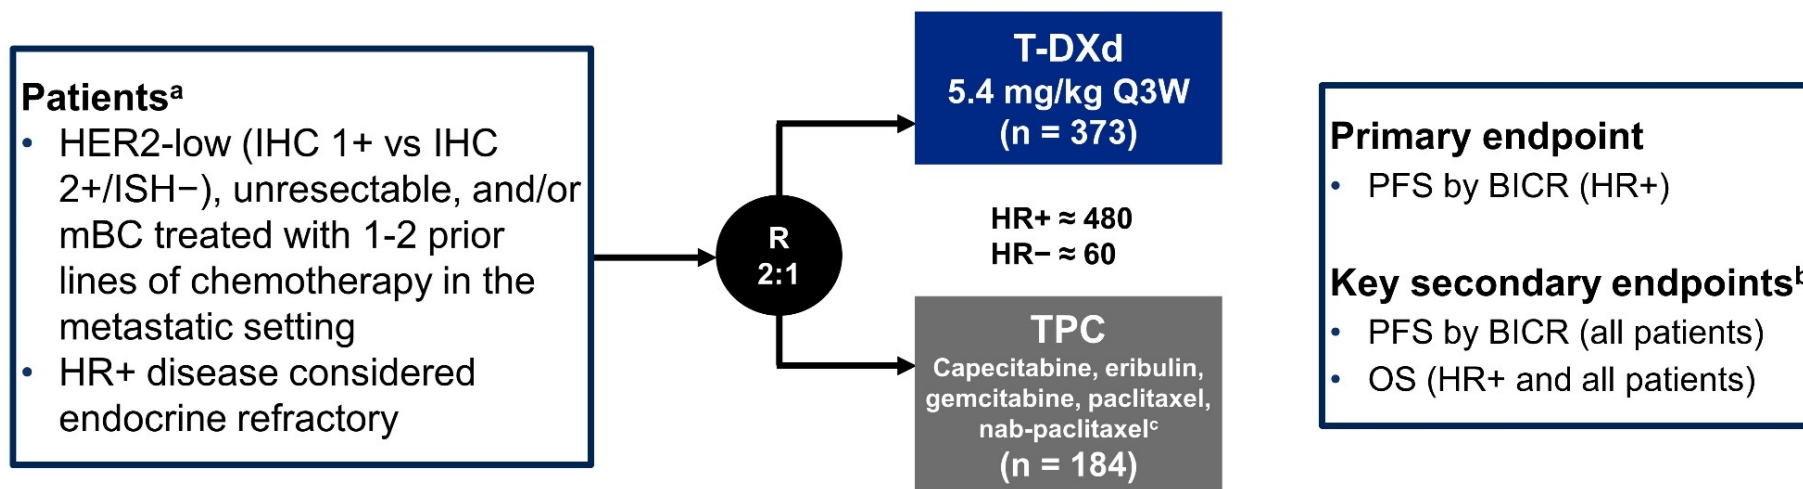 Patientsᵃ
• HER2-low (IHC 1+ vs IHC
2+/ISH−), unresectable, and/or
mBC treated with 1-2 prior
lines of chemotherapy in the
metastatic setting
• HR+ disease considered
endocrine refractory
R
2:1
T-DXd
5.4 mg/kg Q3W
(n = 373)
HR+ ≈ 480
HR− ≈ 60
TPC
Capecitabine, eribulin,
gemcitabine, paclitaxel,
nab-paclitaxelᶜ
(n = 184)
Primary endpoint
• PFS by BICR (HR+)
Key secondary endpointsᵇ
• PFS by BICR (all patients)
• OS (HR+ and all patients)